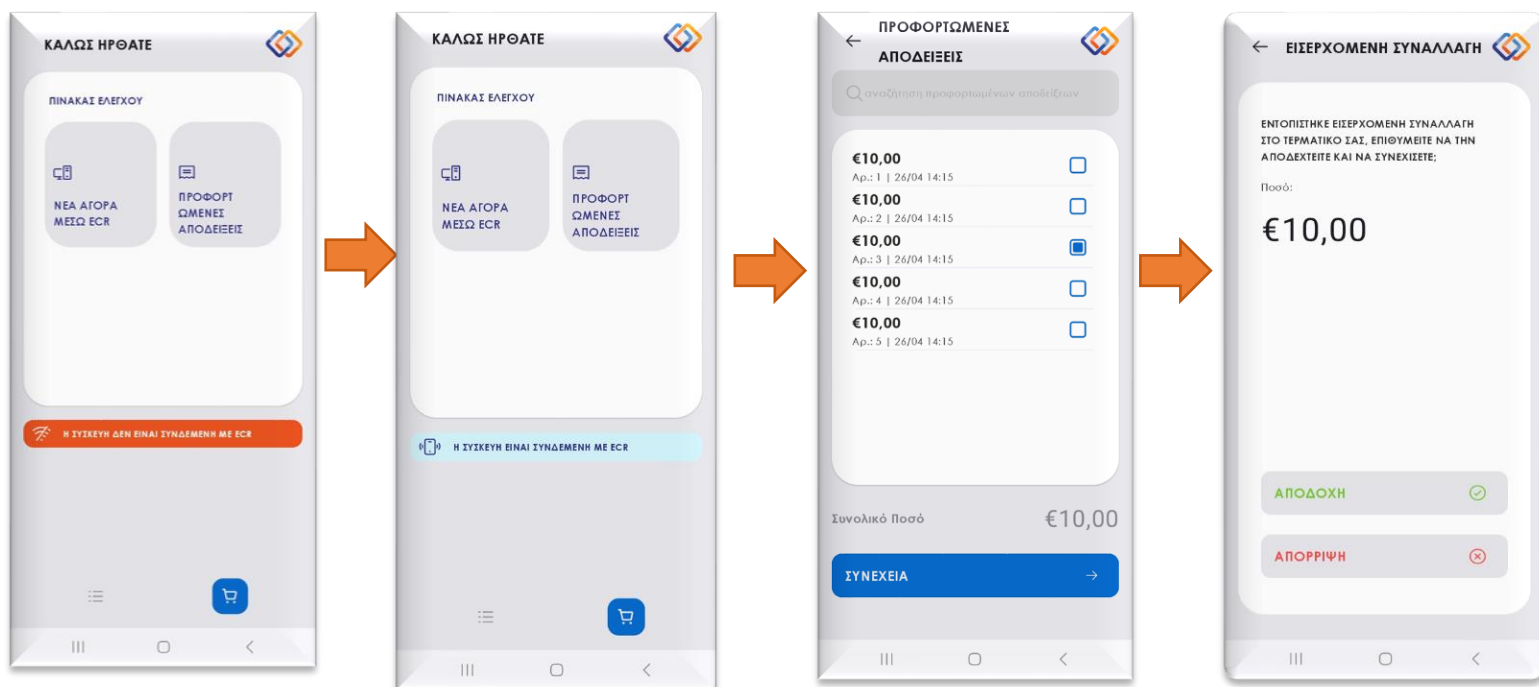 ΚΑΛΩΣ ΗΡΘΑΤΕ
ΠΙΝΑΚΑΣ ΕΛΕΓΧΟΥ
ΝΕΑ ΑΓΟΡΑ
ΜΕΣΩ ECR
ΠΡΟΦΟΡΤ
ΩΜΕΝΕΣ
ΑΠΟΔΕΙΞΕΙΣ
Η ΣΥΣΚΕΥΗ ΔΕΝ ΕΙΝΑΙ ΣΥΝΔΕΜΕΝΗ ΜΕ ECR
ΚΑΛΩΣ ΗΡΘΑΤΕ
ΠΙΝΑΚΑΣ ΕΛΕΓΧΟΥ
ΝΕΑ ΑΓΟΡΑ
ΜΕΣΩ ECR
ΠΡΟΦΟΡΤ
ΩΜΕΝΕΣ
ΑΠΟΔΕΙΞΕΙΣ
Η ΣΥΣΚΕΥΗ ΕΙΝΑΙ ΣΥΝΔΕΜΕΝΗ ΜΕ ECR
ΠΡΟΦΟΡΤΩΜΕΝΕΣ
ΑΠΟΔΕΙΞΕΙΣ
αναζήτηση προφορτωμένων αποδείξεων
€10,00
Αρ.: 1 | 26/04 14:15
€10,00
Αρ.: 2 | 26/04 14:15
€10,00
Αρ.: 3 | 26/04 14:15
€10,00
Αρ.: 4 | 26/04 14:15
€10,00
Αρ.: 5 | 26/04 14:15
Συνολικό Ποσό €10,00
ΣΥΝΕΧΕΙΑ
ΕΙΣΕΡΧΟΜΕΝΗ ΣΥΝΑΛΛΑΓΗ
ΕΝΤΟΠΙΣΤΗΚΕ ΕΙΣΕΡΧΟΜΕΝΗ ΣΥΝΑΛΛΑΓΗ
ΣΤΟ ΤΕΡΜΑΤΙΚΟ ΣΑΣ, ΕΠΙΘΥΜΕΙΤΕ ΝΑ ΤΗΝ
ΑΠΟΔΕΧΤΕΙΤΕ ΚΑΙ ΝΑ ΣΥΝΕΧΙΣΕΤΕ;
Ποσό:
€10,00
ΑΠΟΔΟΧΗ
ΑΠΟΡΡΙΨΗ